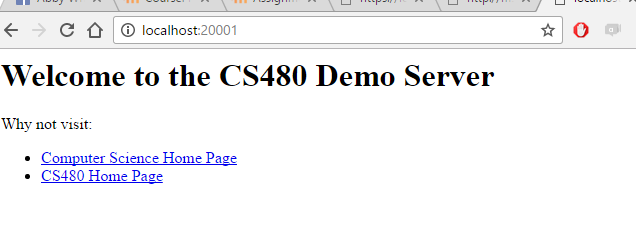 localhost:20001
Welcome to the CS480 Demo Server
Why not visit:
Computer Science Home Page
CS480 Home Page